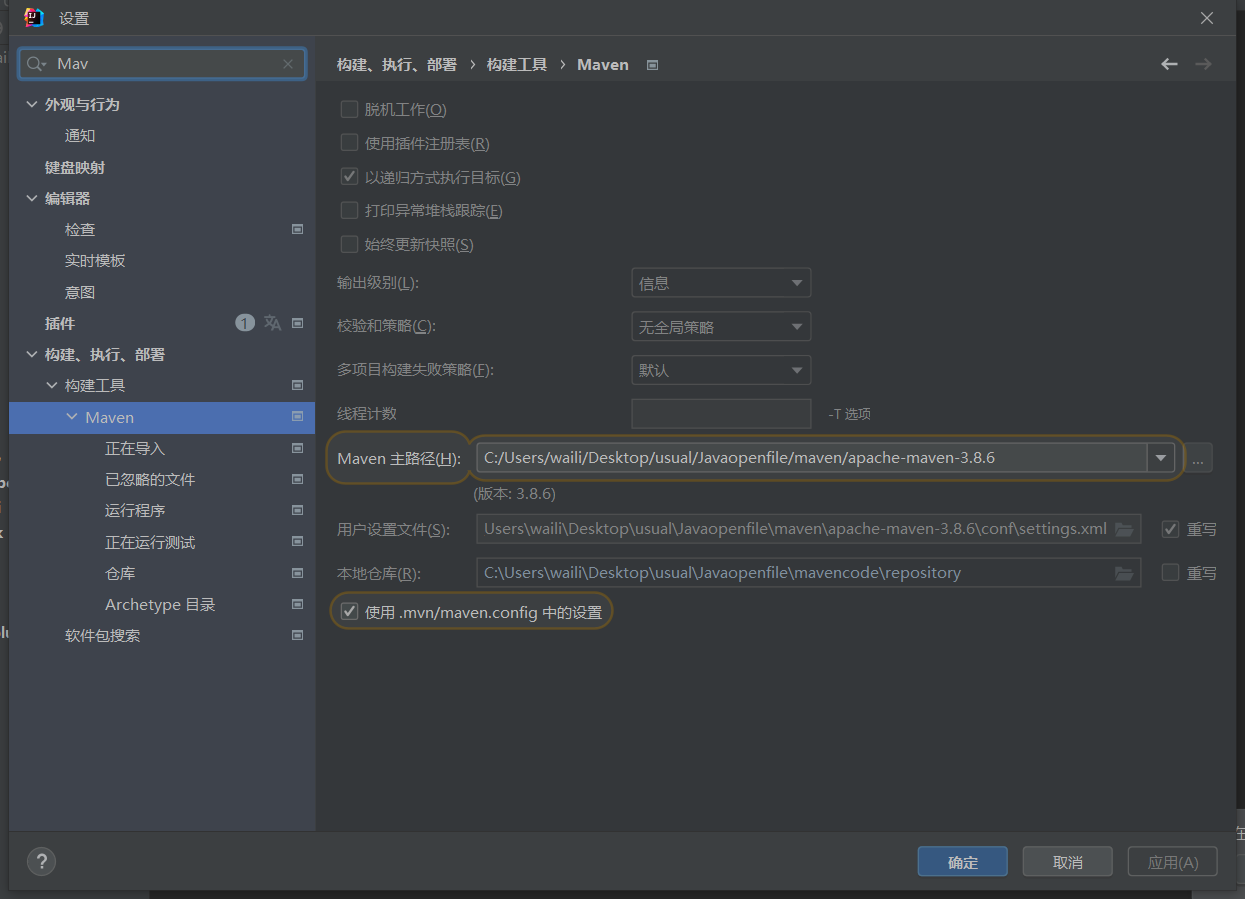 设置
Mav
外观与行为
通知
键盘映射
编辑器
检查
实时模板
意图
插件 1
构建、执行、部署
构建工具
Maven
正在导入
已忽略的文件
运行程序
正在运行测试
仓库
Archetype 目录
软件包搜索
构建、执行、部署 › 构建工具 › Maven
脱机工作(O)
使用插件注册表(R)
以递归方式执行目标(G)
打印异常堆栈跟踪(E)
始终更新快照(S)
输出级别(L): 信息
校验和策略(C): 无全局策略
多项目构建失败策略(F): 默认
线程计数 -T 选项
Maven 主路径(H): C:/Users/waili/Desktop/usual/Javaopenfile/maven/apache-maven-3.8.6 ...
(版本: 3.8.6)
用户设置文件(S): Users\waili\Desktop\usual\Javaopenfile\maven\apache-maven-3.8.6\conf\settings.xml 重写
本地仓库(R): C:\Users\waili\Desktop\usual\Javaopenfile\mavencode\repository 重写
使用 .mvn/maven.config 中的设置
? 确定 取消 应用(A)